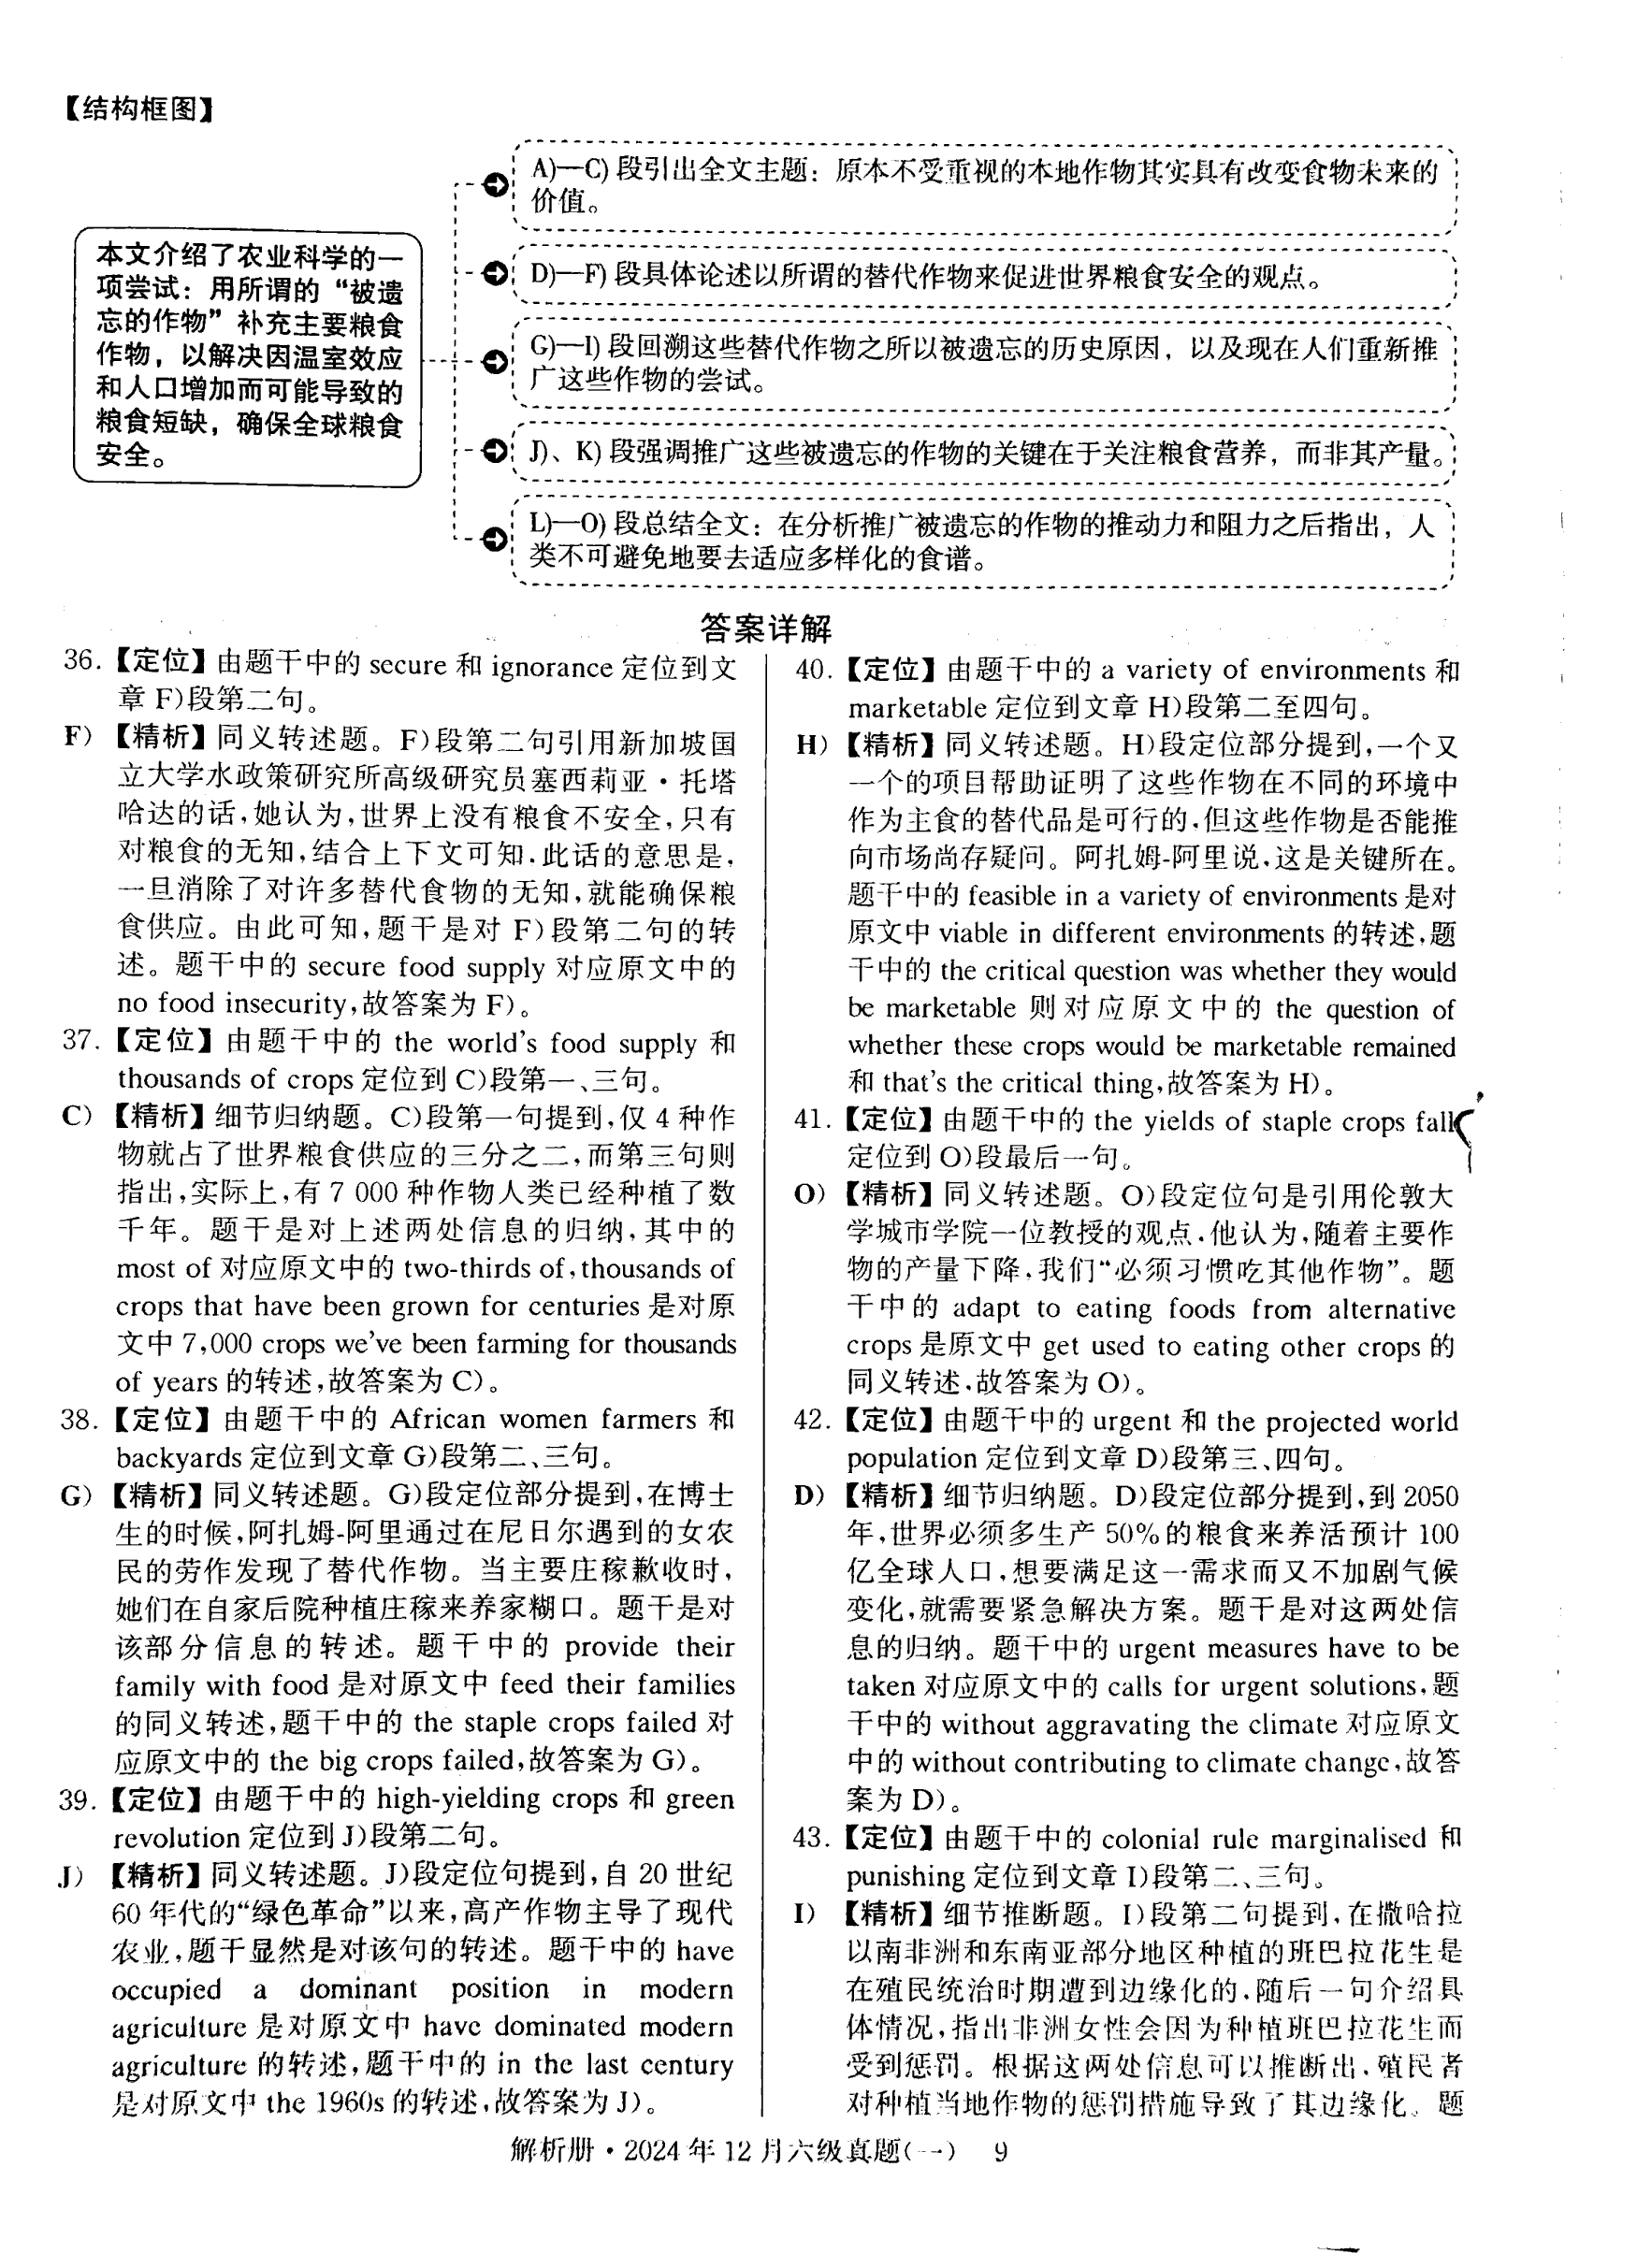 【结构框图】
本文介绍了农业科学的一
项尝试：用所谓的“被遗
忘的作物”补充主要粮食
作物，以解决因温室效应
和人口增加而可能导致的
粮食短缺，确保全球粮食
安全。
A)—C) 段引出全文主题：原本不受重视的本地作物其实具有改变食物未来的
价值。
D)—F) 段具体论述以所谓的替代作物来促进世界粮食安全的观点。
G)—I) 段回溯这些替代作物之所以被遗忘的历史原因，以及现在人们重新推
广这些作物的尝试。
J)、K) 段强调推广这些被遗忘的作物的关键在于关注粮食营养，而非其产量。
L)—O) 段总结全文：在分析推广被遗忘的作物的推动力和阻力之后指出，人
类不可避免地要去适应多样化的食谱。
答案详解
36.【定位】由题干中的 secure 和 ignorance 定位到文
章 F)段第二句。
F) 【精析】同义转述题。F)段第二句引用新加坡国
立大学水政策研究所高级研究员塞西莉亚·托塔
哈达的话,她认为,世界上没有粮食不安全,只有
对粮食的无知,结合上下文可知,此话的意思是,
一旦消除了对许多替代食物的无知,就能确保粮
食供应。由此可知,题干是对 F)段第二句的转
述。题干中的 secure food supply 对应原文中的
no food insecurity,故答案为 F)。
37.【定位】由题干中的 the world's food supply 和
thousands of crops 定位到 C)段第一、三句。
C) 【精析】细节归纳题。C)段第一句提到,仅 4 种作
物就占了世界粮食供应的三分之二,而第三句则
指出,实际上,有 7 000 种作物人类已经种植了数
千年。题干是对上述两处信息的归纳,其中的
most of 对应原文中的 two-thirds of,thousands of
crops that have been grown for centuries 是对原
文中 7,000 crops we've been farming for thousands
of years 的转述,故答案为 C)。
38.【定位】由题干中的 African women farmers 和
backyards 定位到文章 G)段第二、三句。
G) 【精析】同义转述题。G)段定位部分提到,在博士
生的时候,阿扎姆-阿里通过在尼日尔遇到的女农
民的劳作发现了替代作物。当主要庄稼歉收时,
她们在自家后院种植庄稼来养家糊口。题干是对
该部分信息的转述。题干中的 provide their
family with food 是对原文中 feed their families
的同义转述,题干中的 the staple crops failed 对
应原文中的 the big crops failed,故答案为 G)。
39.【定位】由题干中的 high-yielding crops 和 green
revolution 定位到 J)段第二句。
J) 【精析】同义转述题。J)段定位句提到,自 20 世纪
60 年代的“绿色革命”以来,高产作物主导了现代
农业,题干显然是对该句的转述。题干中的 have
occupied a dominant position in modern
agriculture 是对原文中 have dominated modern
agriculture 的转述,题干中的 in the last century
是对原文中 the 1960s 的转述,故答案为 J)。
40.【定位】由题干中的 a variety of environments 和
marketable 定位到文章 H)段第二至四句。
H) 【精析】同义转述题。H)段定位部分提到,一个又
一个的项目帮助证明了这些作物在不同的环境中
作为主食的替代品是可行的,但这些作物是否能推
向市场尚存疑问。阿扎姆-阿里说,这是关键所在。
题干中的 feasible in a variety of environments 是对
原文中 viable in different environments 的转述,题
干中的 the critical question was whether they would
be marketable 则对应原文中的 the question of
whether these crops would be marketable remained
和 that's the critical thing,故答案为 H)。
41.【定位】由题干中的 the yields of staple crops fall
定位到 O)段最后一句。
O) 【精析】同义转述题。O)段定位句是引用伦敦大
学城市学院一位教授的观点,他认为,随着主要作
物的产量下降,我们“必须习惯吃其他作物”。题
干中的 adapt to eating foods from alternative
crops 是原文中 get used to eating other crops 的
同义转述,故答案为 O)。
42.【定位】由题干中的 urgent 和 the projected world
population 定位到文章 D)段第三、四句。
D) 【精析】细节归纳题。D)段定位部分提到,到 2050
年,世界必须多生产 50%的粮食来养活预计 100
亿全球人口,想要满足这一需求而又不加剧气候
变化,就需要紧急解决方案。题干是对这两处信
息的归纳。题干中的 urgent measures have to be
taken 对应原文中的 calls for urgent solutions,题
干中的 without aggravating the climate 对应原文
中的 without contributing to climate change,故答
案为 D)。
43.【定位】由题干中的 colonial rule marginalised 和
punishing 定位到文章 I)段第二、三句。
I) 【精析】细节推断题。I)段第二句提到,在撒哈拉
以南非洲和东南亚部分地区种植的班巴拉花生是
在殖民统治时期遭到边缘化的,随后一句介绍具
体情况,指出非洲女性会因为种植班巴拉花生而
受到惩罚。根据这两处信息可以推断出,殖民者
对种植当地作物的惩罚措施导致了其边缘化。题
解析册·2024 年 12 月六级真题(一) 9